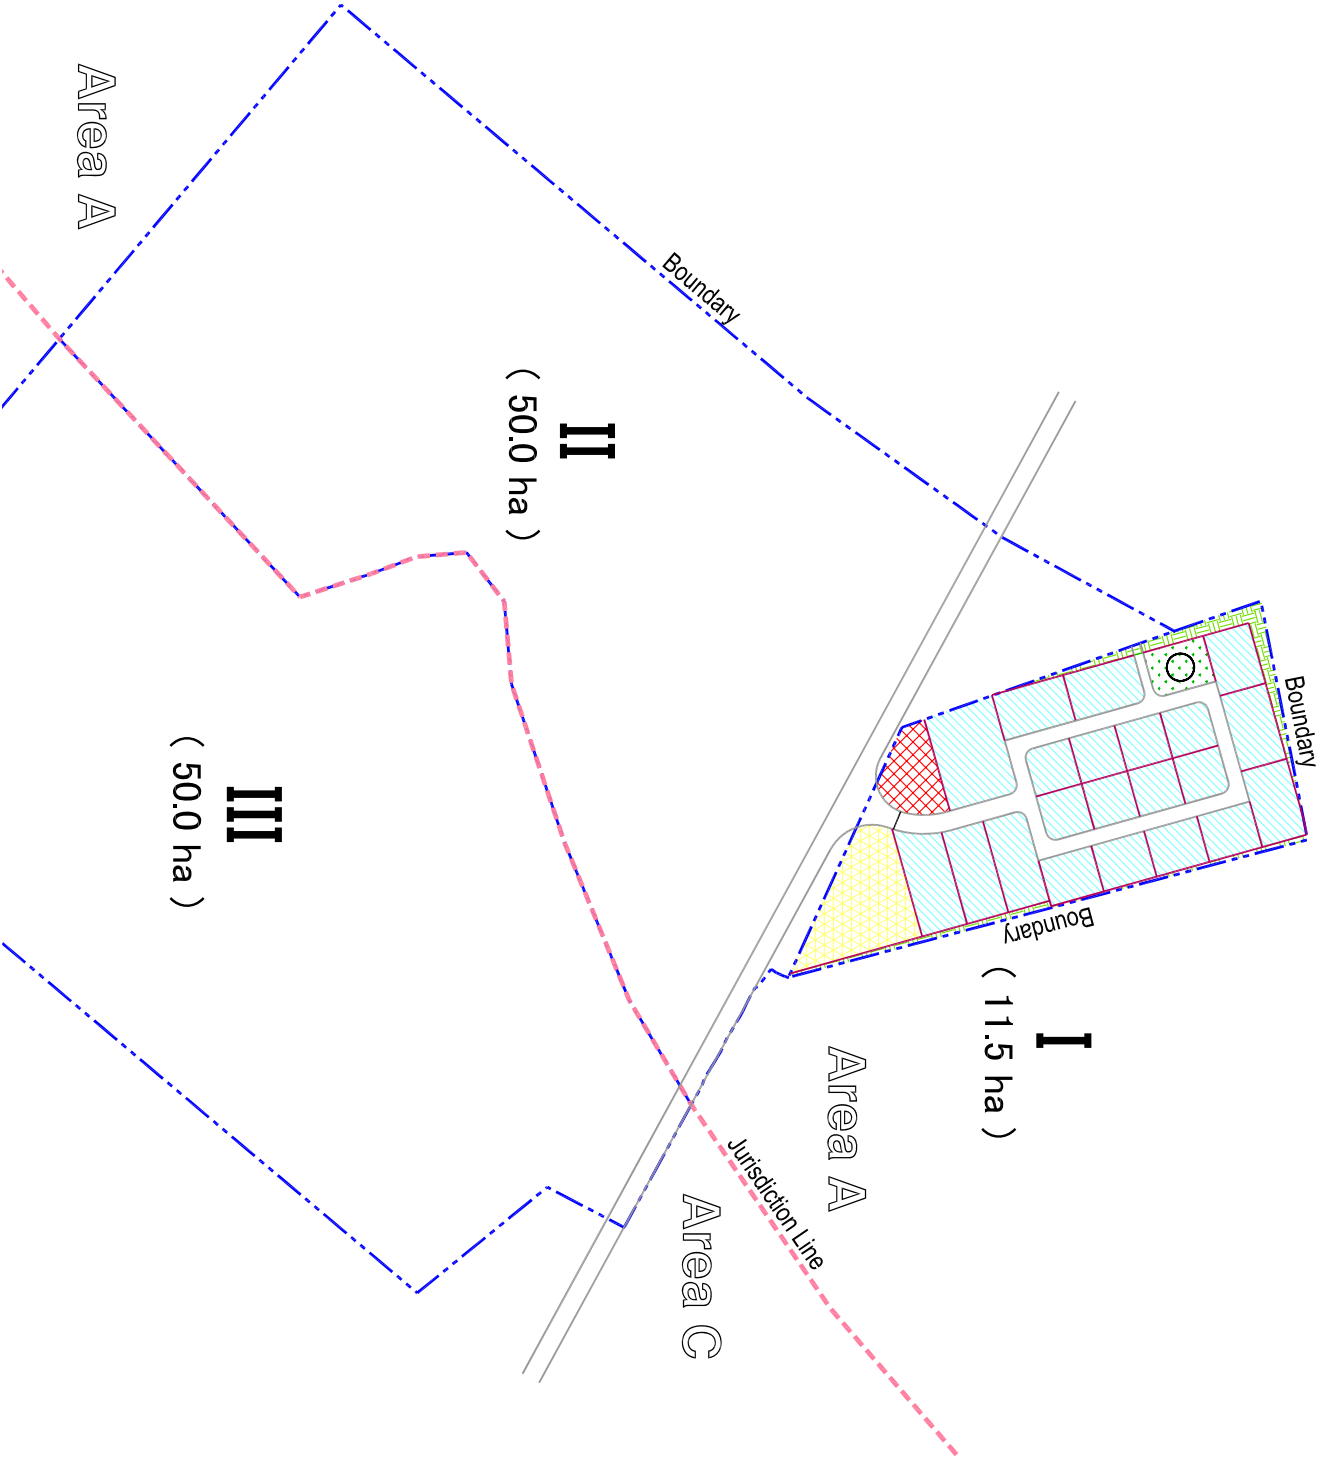 Area A
Boundary
II
( 50.0 ha )
Boundary
Boundary
I
( 11.5 ha )
III
( 50.0 ha )
Area A
Jurisdiction Line
Area C